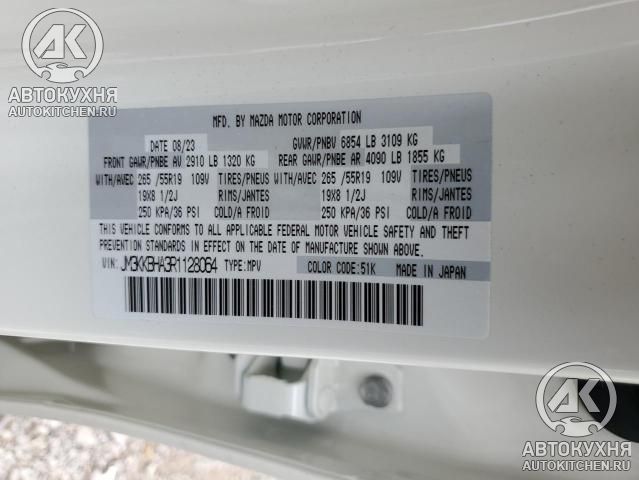 АК
АВТОКУХНЯ
AUTOKITCHEN.RU
MFD. BY MAZDA MOTOR CORPORATION
DATE 08/23
GVWR/PNBV 6854 LB 3109 KG
FRONT GAWR/PNBE AV 2910 LB 1320 KG
REAR GAWR/PNBE AR 4090 LB 1855 KG
WITH/AVEC 265 /55R19 109V TIRES/PNEUS 265 /55R19 109V TIRES/PNEUS
19X8 1/2J RIMS/JANTES 19X8 1/2J RIMS/JANTES
250 KPA/36 PSI COLD/A FROID 250 KPA/36 PSI COLD/A FROID
THIS VEHICLE CONFORMS TO ALL APPLICABLE FEDERAL MOTOR VEHICLE SAFETY AND THEFT
PREVENTION STANDARDS IN EFFECT ON THE DATE OF MANUFACTURE SHOWN ABOVE.
VIN: JM3KKBHA3R1128054 TYPE:MPV COLOR CODE:51K MADE IN JAPAN
АК
АВТОКУХНЯ
AUTOKITCHEN.RU